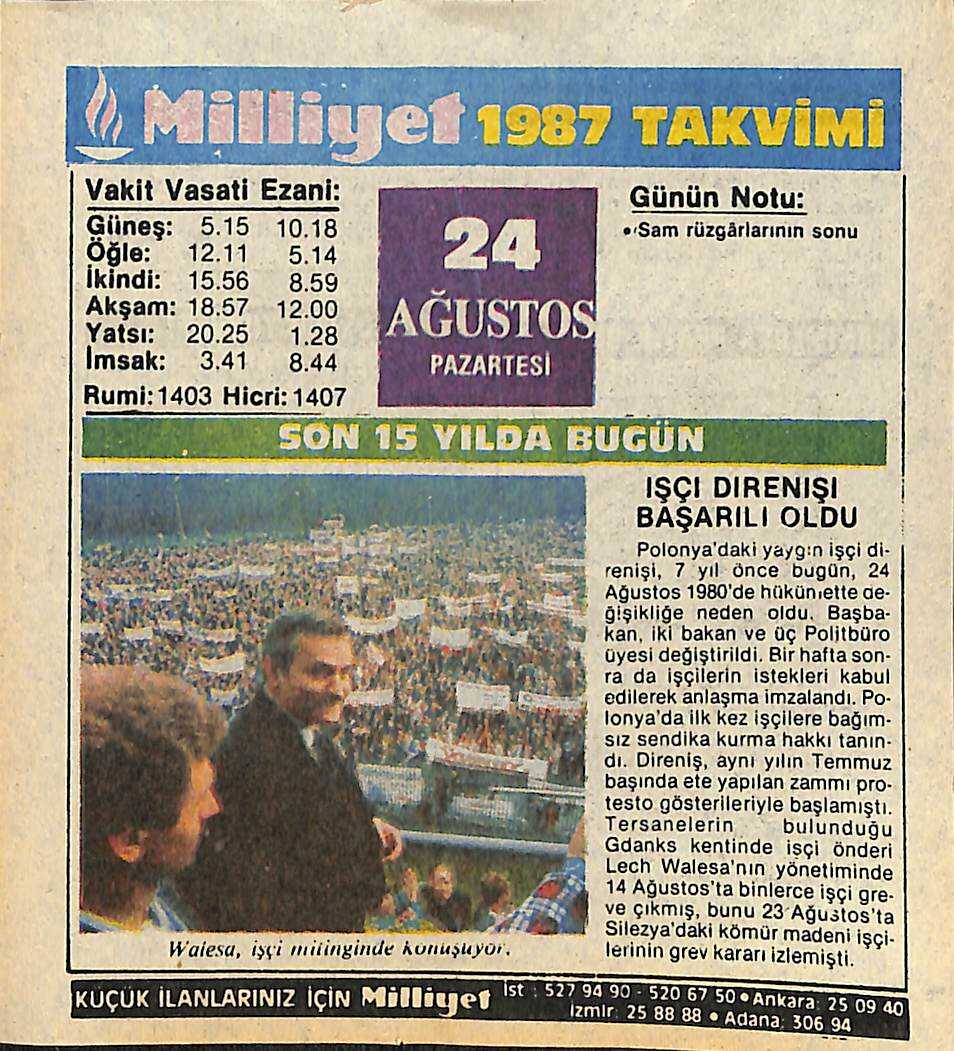 Milliyet 1987 TAKVİMİ
Vakit Vasati Ezani:
Güneş: 5.15 10.18
Öğle: 12.11 5.14
İkindi: 15.56 8.59
Akşam: 18.57 12.00
Yatsı: 20.25 1.28
İmsak: 3.41 8.44
Rumi: 1403 Hicri: 1407
24
AĞUSTOS
PAZARTESİ
Günün Notu:
• Sam rüzgârlarının sonu
SON 15 YILDA BUGÜN
IŞÇI DIRENIŞI
BAŞARILI OLDU
Polonya'daki yaygın işçi di-
renişi, 7 yıl önce bugün, 24
Ağustos 1980'de hükümette de-
ğişikliğe neden oldu. Başba-
kan, iki bakan ve üç Politbüro
üyesi değiştirildi. Bir hafta son-
ra da işçilerin istekleri kabul
edilerek anlaşma imzalandı. Po-
lonya'da ilk kez işçilere bağım-
sız sendika kurma hakkı tanın-
dı. Direniş, aynı yılın Temmuz
başında ete yapılan zammı pro-
testo gösterileriyle başlamıştı.
Tersanelerin bulunduğu
Gdanks kentinde işçi önderi
Lech Walesa'nın yönetiminde
14 Ağustos'ta binlerce işçi gre-
ve çıkmış, bunu 23 Ağustos'ta
Silezya'daki kömür madeni işçi-
lerinin grev kararı izlemişti.
Walesa, işçi mitinginde konuşuyor.
KÜÇÜK İLANLARINIZ İÇİN Milliyet İst : 527 94 90 - 520 67 50 • Ankara: 25 09 40
İzmir: 25 88 88 • Adana: 306 94